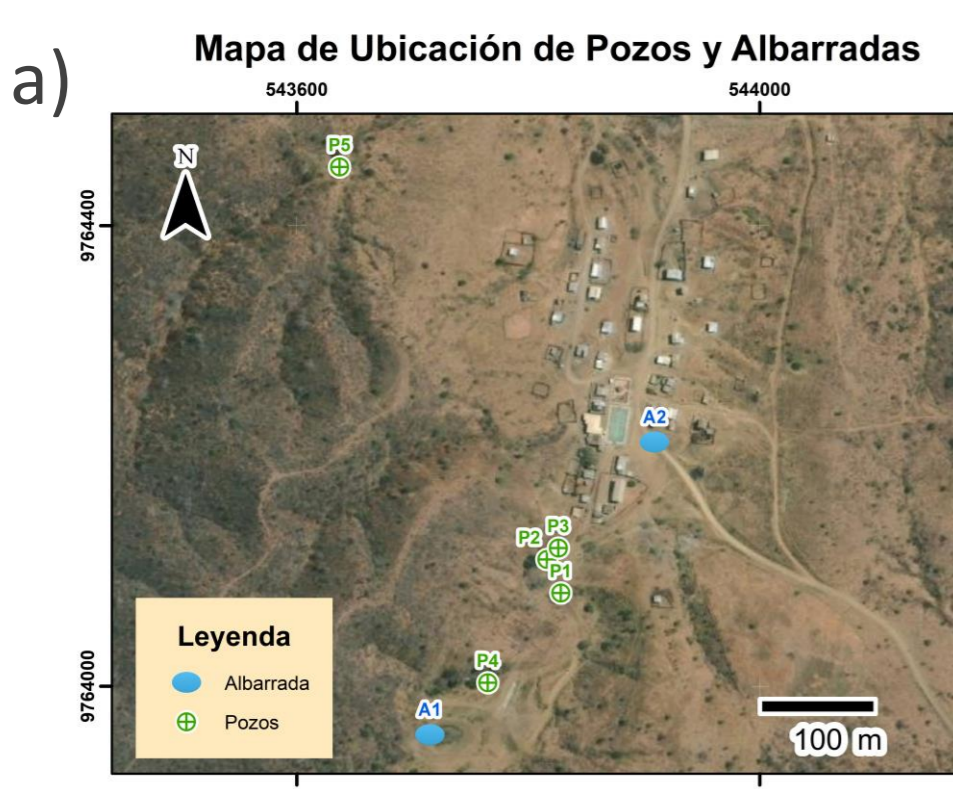 a)
Mapa de Ubicación de Pozos y Albarradas
543600
544000
N
P5
9764400
A2
P3
P2
P1
P4
A1
9764000
Leyenda
Albarrada
Pozos
100 m